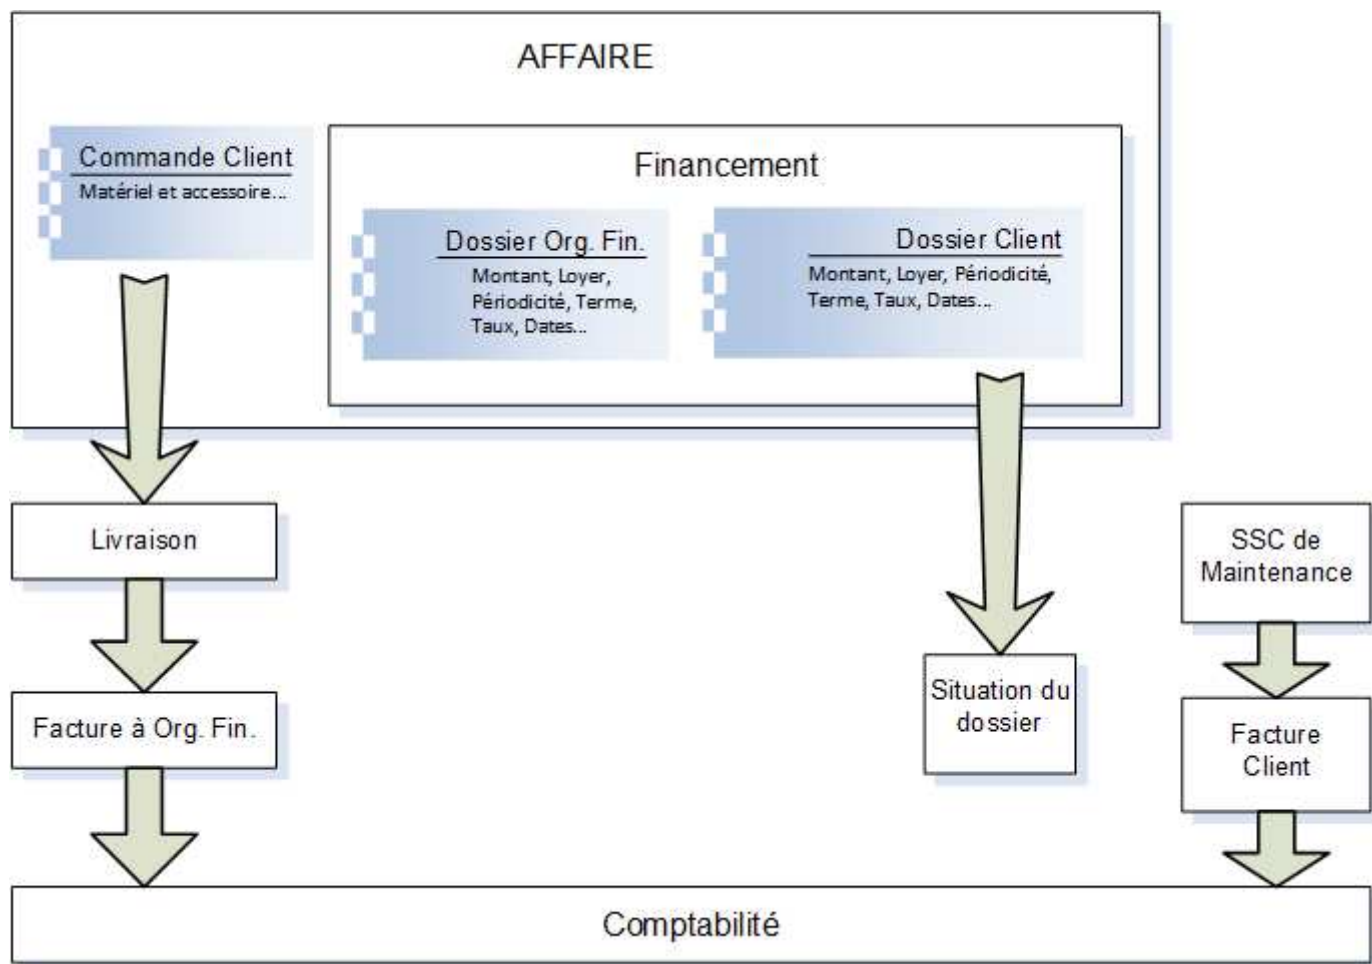 AFFAIRE
Commande Client
Matériel et accessoire...
Financement
Dossier Org. Fin.
Montant, Loyer,
Périodicité, Terme,
Taux, Dates...
Dossier Client
Montant, Loyer, Périodicité,
Terme, Taux, Dates...
Livraison
Facture à Org. Fin.
Situation du
dossier
SSC de
Maintenance
Facture
Client
Comptabilité